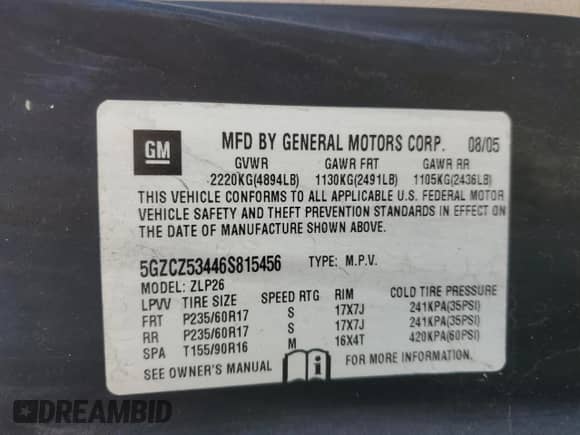 GM
MFD BY GENERAL MOTORS CORP. 08/05
GVWR GAWR FRT GAWR RR
2220KG(4894LB) 1130KG(2491LB) 1105KG(2436LB)
THIS VEHICLE CONFORMS TO ALL APPLICABLE U.S. FEDERAL MOTOR
VEHICLE SAFETY AND THEFT PREVENTION STANDARDS IN EFFECT ON
THE DATE OF MANUFACTURE SHOWN ABOVE.
5GZCZ53446S815456 TYPE: M.P.V.
MODEL: ZLP26
LPVV TIRE SIZE SPEED RTG RIM COLD TIRE PRESSURE
FRT P235/60R17 S 17X7J 241KPA(35PSI)
RR P235/60R17 S 17X7J 241KPA(35PSI)
SPA T155/90R16 M 16X4T 420KPA(60PSI)
SEE OWNER'S MANUAL FOR MORE INFORMATION.
DREAMBID